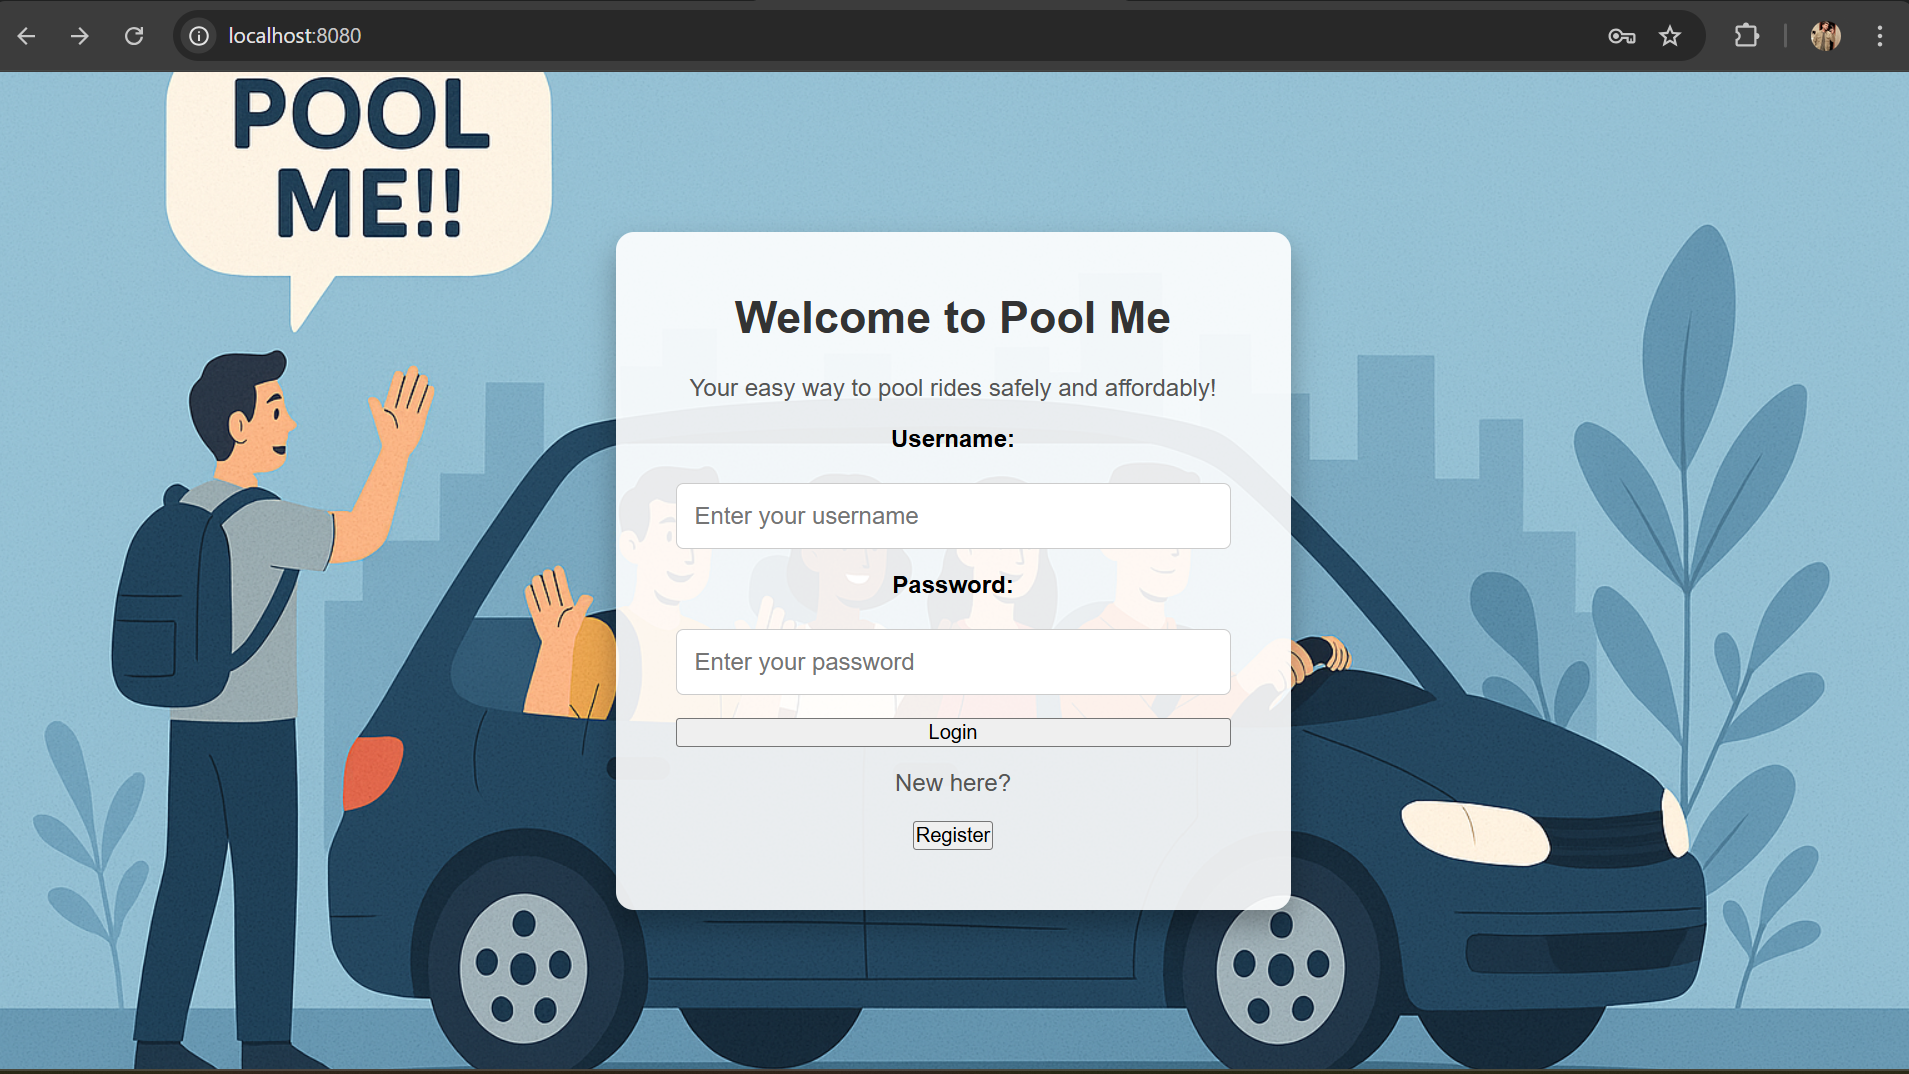 localhost:8080
POOL
ME!!
Welcome to Pool Me
Your easy way to pool rides safely and affordably!
Username:
Enter your username
Password:
Enter your password
Login
New here?
Register